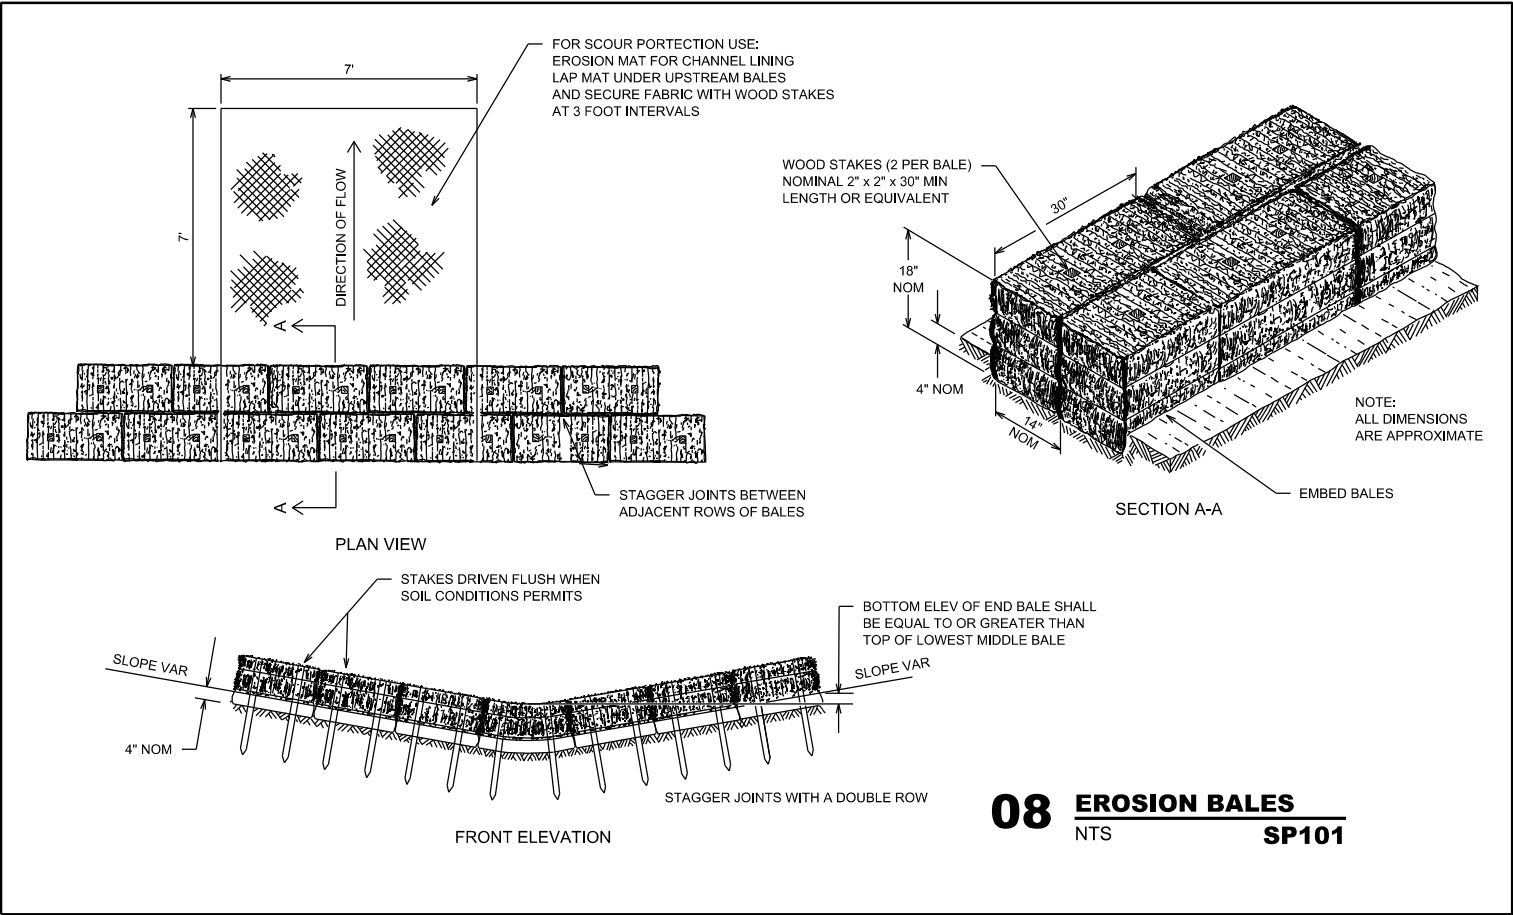 7'
FOR SCOUR PORTECTION USE:
EROSION MAT FOR CHANNEL LINING
LAP MAT UNDER UPSTREAM BALES
AND SECURE FABRIC WITH WOOD STAKES
AT 3 FOOT INTERVALS
7'
DIRECTION OF FLOW
A
A
STAGGER JOINTS BETWEEN
ADJACENT ROWS OF BALES
PLAN VIEW
WOOD STAKES (2 PER BALE)
NOMINAL 2" x 2" x 30" MIN
LENGTH OR EQUIVALENT
30"
18"
NOM
4" NOM
14"
NOM
NOTE:
ALL DIMENSIONS
ARE APPROXIMATE
EMBED BALES
SECTION A-A
STAKES DRIVEN FLUSH WHEN
SOIL CONDITIONS PERMITS
BOTTOM ELEV OF END BALE SHALL
BE EQUAL TO OR GREATER THAN
TOP OF LOWEST MIDDLE BALE
SLOPE VAR
SLOPE VAR
4" NOM
STAGGER JOINTS WITH A DOUBLE ROW
FRONT ELEVATION
08
EROSION BALES
NTS
SP101